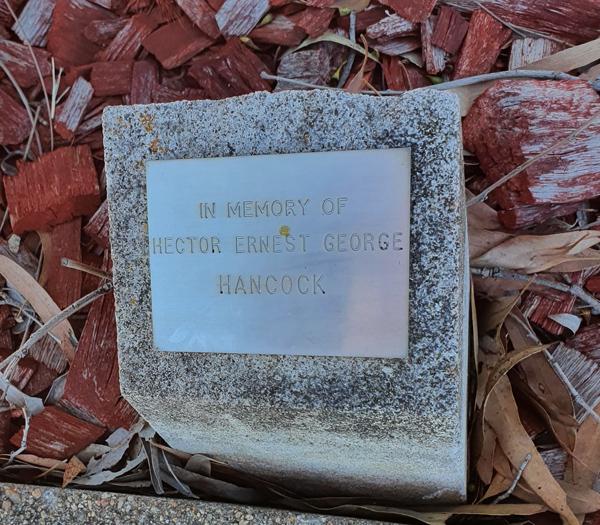 IN MEMORY OF
HECTOR ERNEST GEORGE
HANCOCK